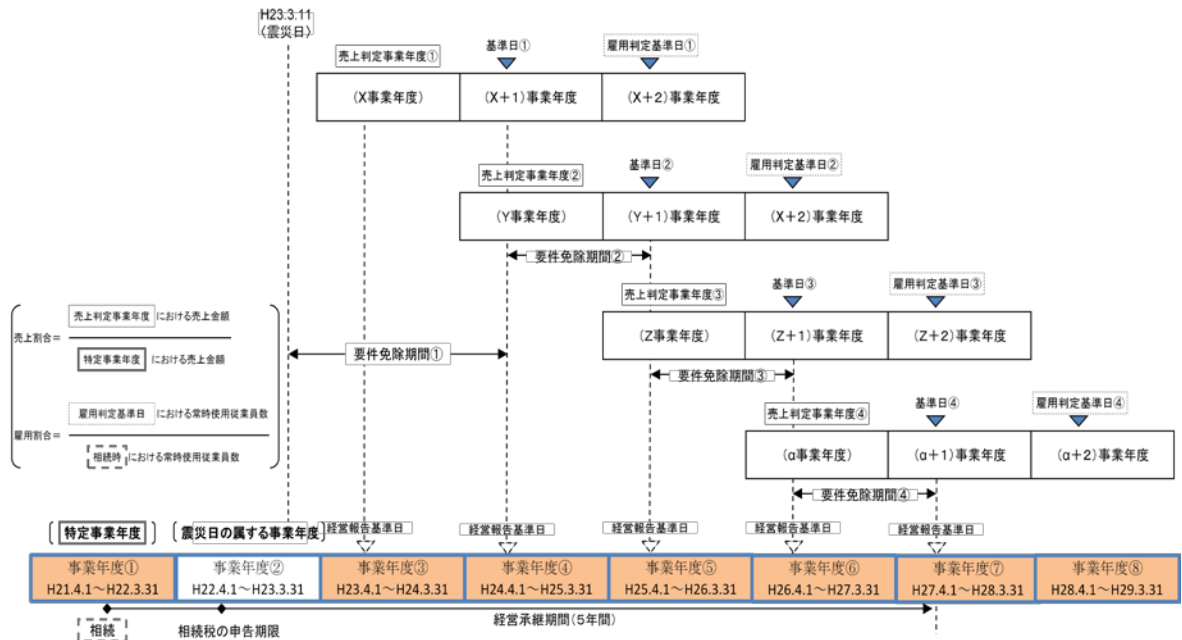 H23.3.11
（震災日）
売上判定事業年度①
基準日①
雇用判定基準日①
(X事業年度)
(X+1)事業年度
(X+2)事業年度
売上判定事業年度②
基準日②
雇用判定基準日②
(Y事業年度)
(Y+1)事業年度
(X+2)事業年度
要件免除期間②
売上判定事業年度③
基準日③
雇用判定基準日③
(Z事業年度)
(Z+1)事業年度
(Z+2)事業年度
売上割合＝
売上判定事業年度 における売上金額
特定事業年度 における売上金額
雇用割合＝
雇用判定基準日 における常時使用従業員数
相続時 における常時使用従業員数
要件免除期間①
要件免除期間③
売上判定事業年度④
基準日④
雇用判定基準日④
(α事業年度)
(α+1)事業年度
(α+2)事業年度
要件免除期間④
特定事業年度
震災日の属する事業年度
経営報告基準日
経営報告基準日
経営報告基準日
経営報告基準日
経営報告基準日
事業年度①
H21.4.1～H22.3.31
事業年度②
H22.4.1～H23.3.31
事業年度③
H23.4.1～H24.3.31
事業年度④
H24.4.1～H25.3.31
事業年度⑤
H25.4.1～H26.3.31
事業年度⑥
H26.4.1～H27.3.31
事業年度⑦
H27.4.1～H28.3.31
事業年度⑧
H28.4.1～H29.3.31
相続
相続税の申告期限
経営承継期間(5年間)